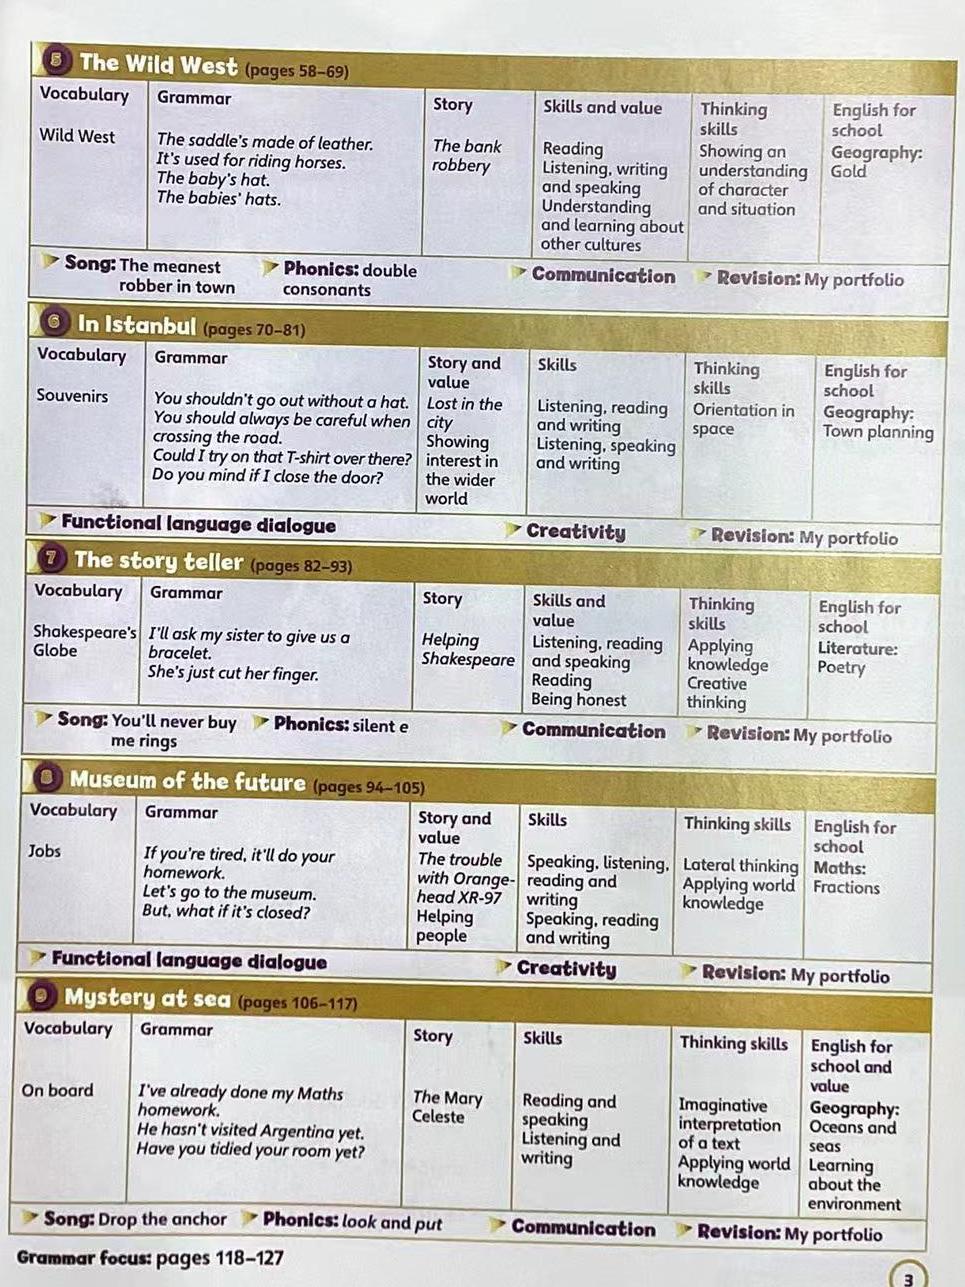 5 The Wild West (pages 58–69)
Vocabulary
Wild West
Grammar
The saddle's made of leather.
It's used for riding horses.
The baby's hat.
The babies' hats.
Story
The bank
robbery
Skills and value
Reading
Listening, writing
and speaking
Understanding
and learning about
other cultures
Thinking
skills
Showing an
understanding
of character
and situation
English for
school
Geography:
Gold
Song: The meanest
robber in town
Phonics: double
consonants
Communication
Revision: My portfolio
6 In Istanbul (pages 70–81)
Vocabulary
Souvenirs
Grammar
You shouldn't go out without a hat.
You should always be careful when
crossing the road.
Could I try on that T-shirt over there?
Do you mind if I close the door?
Story and
value
Lost in the
city
Showing
interest in
the wider
world
Skills
Listening, reading
and writing
Listening, speaking
and writing
Thinking
skills
Orientation in
space
English for
school
Geography:
Town planning
Functional language dialogue
Creativity
Revision: My portfolio
7 The story teller (pages 82–93)
Vocabulary
Shakespeare's
Globe
Grammar
I'll ask my sister to give us a
bracelet.
She's just cut her finger.
Story
Helping
Shakespeare
Skills and
value
Listening, reading
and speaking
Reading
Being honest
Thinking
skills
Applying
knowledge
Creative
thinking
English for
school
Literature:
Poetry
Song: You'll never buy
me rings
Phonics: silent e
Communication
Revision: My portfolio
8 Museum of the future (pages 94–105)
Vocabulary
Jobs
Grammar
If you're tired, it'll do your
homework.
Let's go to the museum.
But, what if it's closed?
Story and
value
The trouble
with Orange-
head XR-97
Helping
people
Skills
Speaking, listening,
reading and
writing
Speaking, reading
and writing
Thinking skills
Lateral thinking
Applying world
knowledge
English for
school
Maths:
Fractions
Functional language dialogue
Creativity
Revision: My portfolio
9 Mystery at sea (pages 106–117)
Vocabulary
On board
Grammar
I've already done my Maths
homework.
He hasn't visited Argentina yet.
Have you tidied your room yet?
Story
The Mary
Celeste
Skills
Reading and
speaking
Listening and
writing
Thinking skills
Imaginative
interpretation
of a text
Applying world
knowledge
English for
school and
value
Geography:
Oceans and
seas
Learning
about the
environment
Song: Drop the anchor
Phonics: look and put
Communication
Revision: My portfolio
Grammar focus: pages 118–127
3